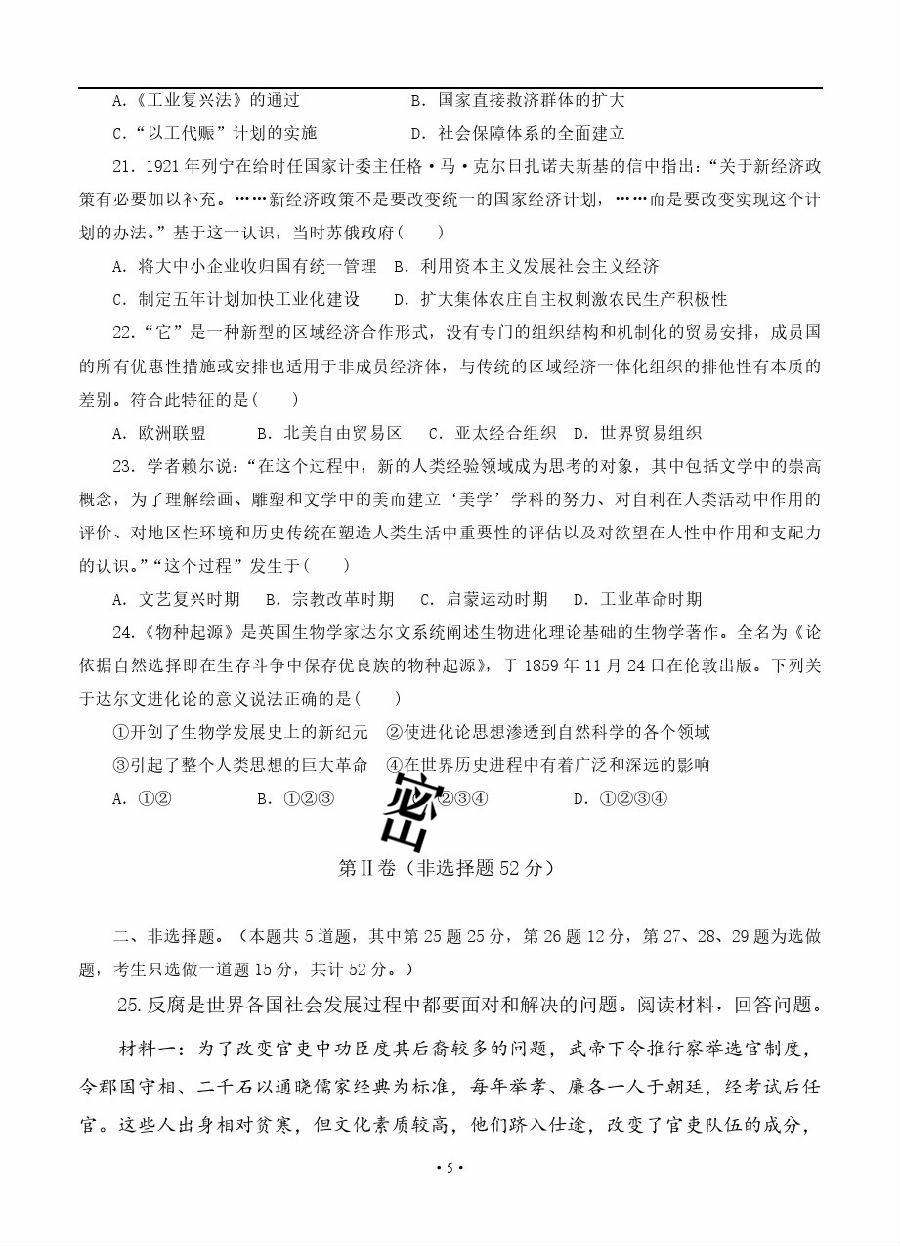 A．《工业复兴法》的通过 B．国家直接救济群体的扩大
C．“以工代赈”计划的实施 D．社会保障体系的全面建立
21．1921年列宁在给时任国家计委主任格·马·克尔日扎诺夫斯基的信中指出：“关于新经济政
策有必要加以补充。……新经济政策不是要改变统一的国家经济计划，……而是要改变实现这个计
划的办法。”基于这一认识，当时苏俄政府( )
A．将大中小企业收归国有统一管理 B．利用资本主义发展社会主义经济
C．制定五年计划加快工业化建设 D．扩大集体农庄自主权刺激农民生产积极性
22．“它”是一种新型的区域经济合作形式，没有专门的组织结构和机制化的贸易安排，成员国
的所有优惠性措施或安排也适用于非成员经济体，与传统的区域经济一体化组织的排他性有本质的
差别。符合此特征的是( )
A．欧洲联盟 B．北美自由贸易区 C．亚太经合组织 D．世界贸易组织
23．学者赖尔说：“在这个过程中，新的人类经验领域成为思考的对象，其中包括文学中的崇高
概念，为了理解绘画、雕塑和文学中的美而建立‘美学’学科的努力、对自利在人类活动中作用的
评价、对地区性环境和历史传统在塑造人类生活中重要性的评估以及对欲望在人性中作用和支配力
的认识。”“这个过程”发生于( )
A．文艺复兴时期 B．宗教改革时期 C．启蒙运动时期 D．工业革命时期
24．《物种起源》是英国生物学家达尔文系统阐述生物进化理论基础的生物学著作。全名为《论
依据自然选择即在生存斗争中保存优良族的物种起源》，于1859年11月24日在伦敦出版。下列关
于达尔文进化论的意义说法正确的是( )
①开创了生物学发展史上的新纪元 ②使进化论思想渗透到自然科学的各个领域
③引起了整个人类思想的巨大革命 ④在世界历史进程中有着广泛和深远的影响
A．①② B．①②③ C．②③④ D．①②③④
密
第Ⅱ卷（非选择题52分）
二、非选择题。（本题共5道题，其中第25题25分，第26题12分，第27、28、29题为选做
题，考生只选做一道题15分，共计52分。）
25.反腐是世界各国社会发展过程中都要面对和解决的问题。阅读材料，回答问题。
材料一：为了改变官吏中功臣度其后裔较多的问题，武帝下令推行察举选官制度，
令郡国守相、二千石以通晓儒家经典为标准，每年举孝、廉各一人于朝廷，经考试后任
官。这些人出身相对贫寒，但文化素质较高，他们跻入仕途，改变了官吏队伍的成分，
·5·